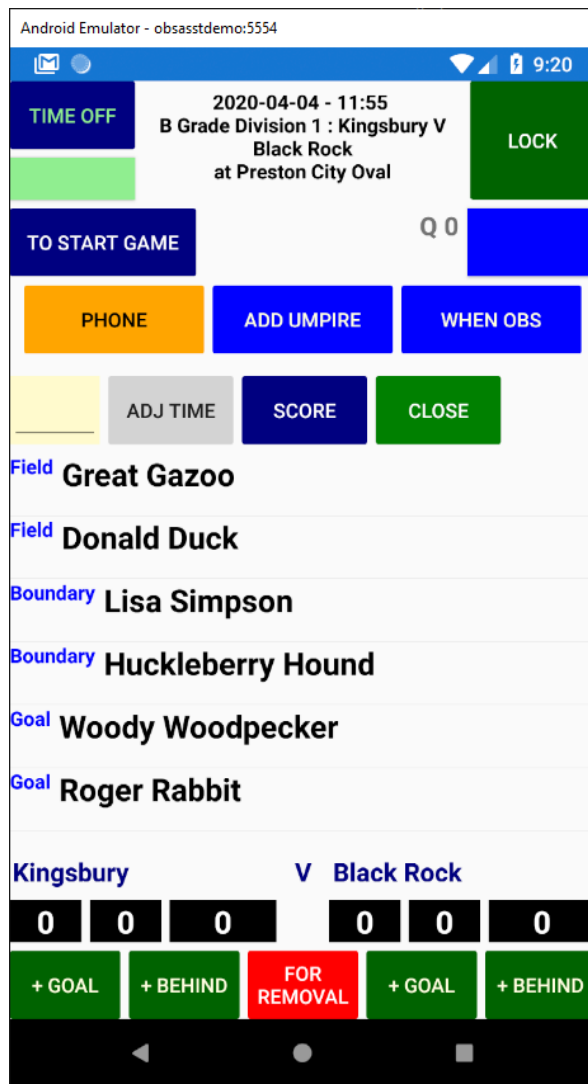 Android Emulator - obsasstdemo:5554
9:20
TIME OFF
2020-04-04 - 11:55
B Grade Division 1 : Kingsbury V
Black Rock
at Preston City Oval
LOCK
TO START GAME
Q 0
PHONE
ADD UMPIRE
WHEN OBS
ADJ TIME
SCORE
CLOSE
Field Great Gazoo
Field Donald Duck
Boundary Lisa Simpson
Boundary Huckleberry Hound
Goal Woody Woodpecker
Goal Roger Rabbit
Kingsbury V Black Rock
0 0 0 0 0 0
+ GOAL
+ BEHIND
FOR
REMOVAL
+ GOAL
+ BEHIND